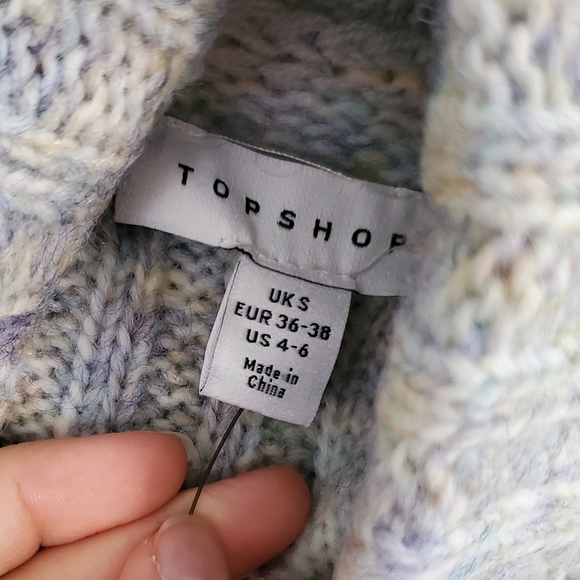 TOPSHOP
UK S
EUR 36-38
US 4-6
Made in
China